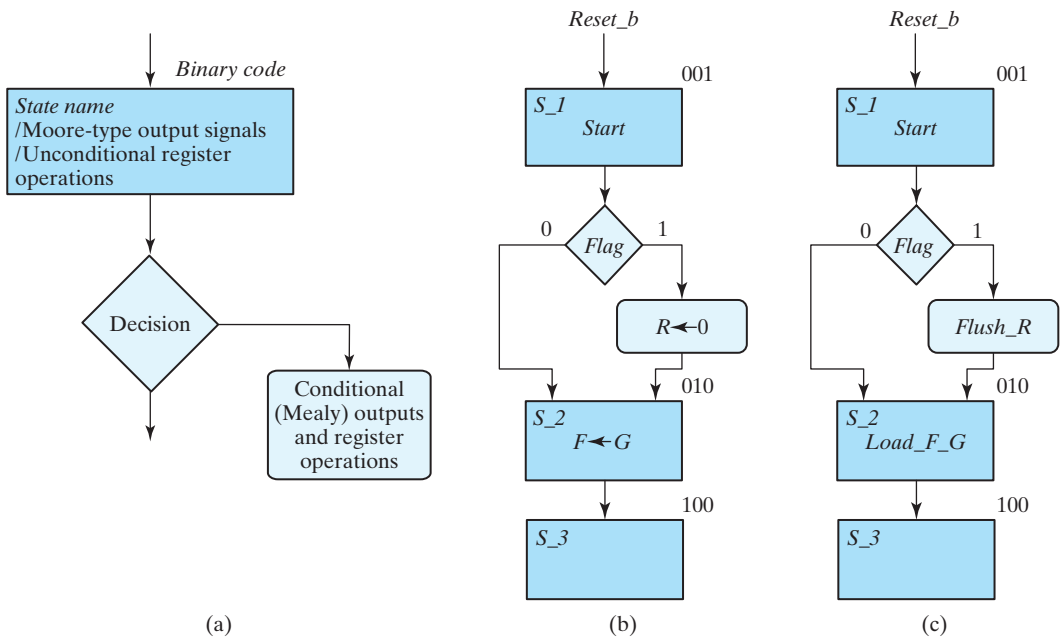 Binary code
State name
/Moore-type output signals
/Unconditional register
operations
Decision
Conditional
(Mealy) outputs
and register
operations
(a)
Reset_b
001
S_1
Start
0
1
Flag
R←0
010
S_2
F←G
100
S_3
(b)
Reset_b
001
S_1
Start
0
1
Flag
Flush_R
010
S_2
Load_F_G
100
S_3
(c)